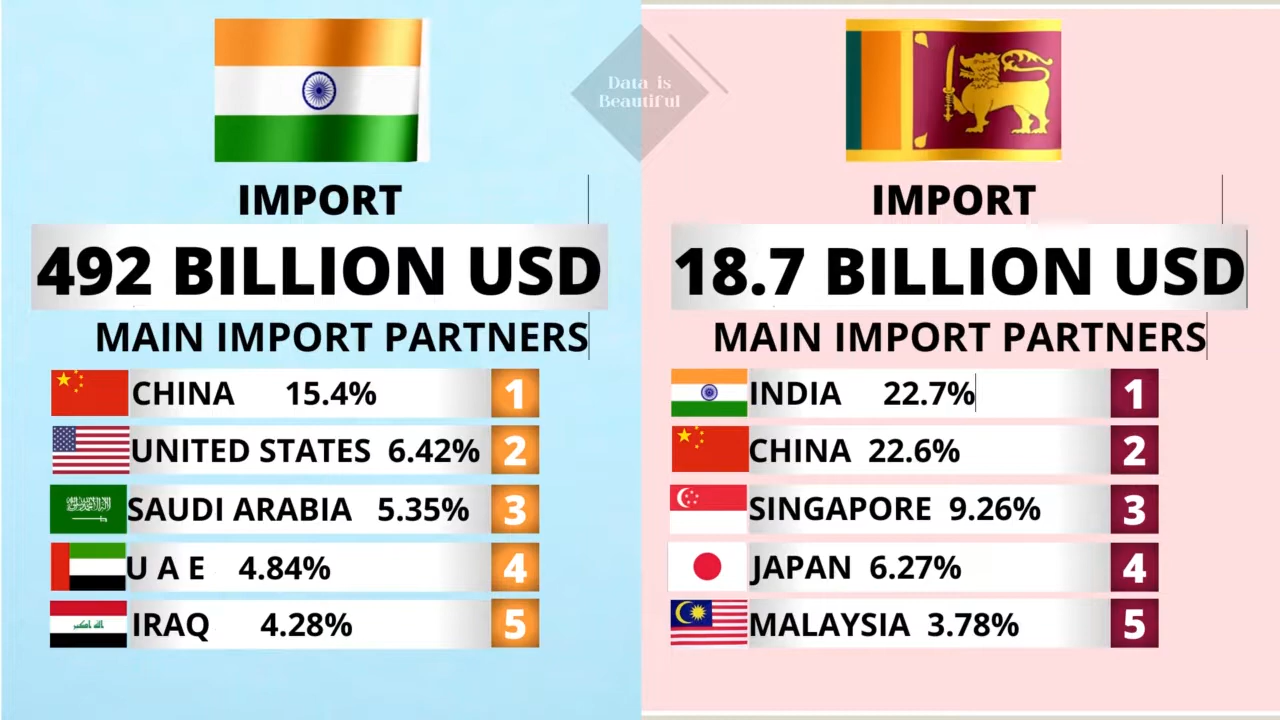 Data is
Beautiful
IMPORT
492 BILLION USD
MAIN IMPORT PARTNERS
CHINA 15.4% 1
UNITED STATES 6.42% 2
SAUDI ARABIA 5.35% 3
U A E 4.84% 4
IRAQ 4.28% 5
IMPORT
18.7 BILLION USD
MAIN IMPORT PARTNERS
INDIA 22.7% 1
CHINA 22.6% 2
SINGAPORE 9.26% 3
JAPAN 6.27% 4
MALAYSIA 3.78% 5